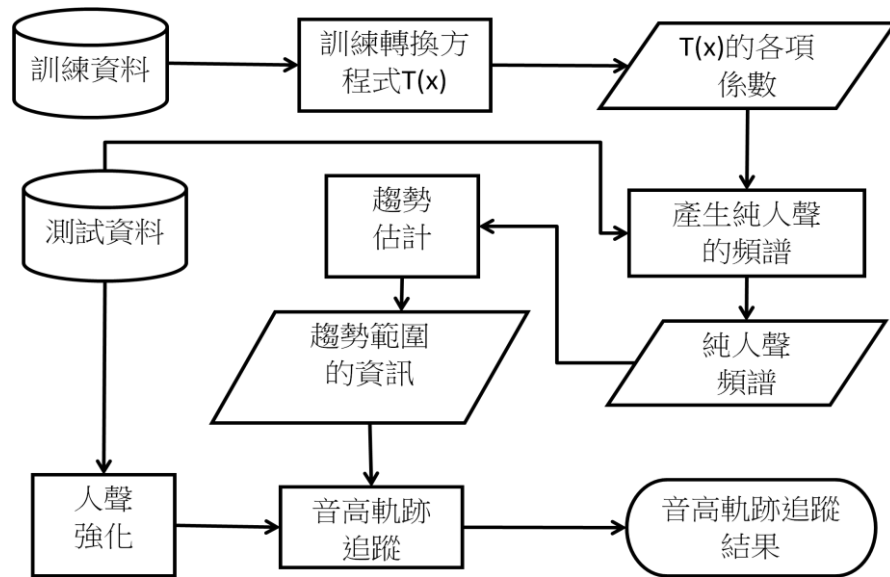 訓練資料
訓練轉換方
程式T(x)
T(x)的各項
係數
測試資料
趨勢
估計
產生純人聲
的頻譜
趨勢範圍
的資訊
純人聲
頻譜
人聲
強化
音高軌跡
追蹤
音高軌跡追蹤
結果